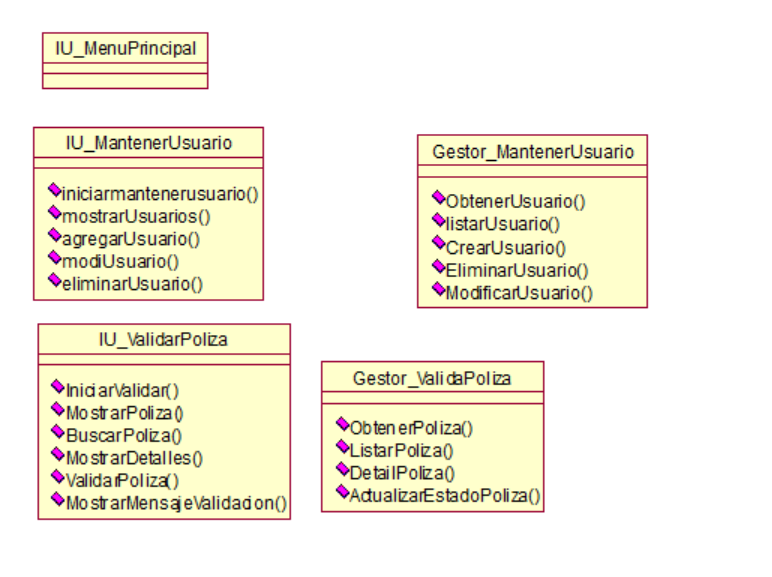 IU_MenuPrincipal
IU_MantenerUsuario
iniciarmantenerusuario()
mostrarUsuarios()
agregarUsuario()
modiUsuario()
eliminarUsuario()
Gestor_MantenerUsuario
ObtenerUsuario()
listarUsuario()
CrearUsuario()
EliminarUsuario()
ModificarUsuario()
IU_ValidarPoliza
IniciarValidar()
MostrarPoliza()
BuscarPoliza()
MostrarDetalles()
ValidarPoliza()
MostrarMensajeValidacion()
Gestor_ValidaPoliza
ObtenerPoliza()
ListarPoliza()
DetailPoliza()
ActualizarEstadoPoliza()